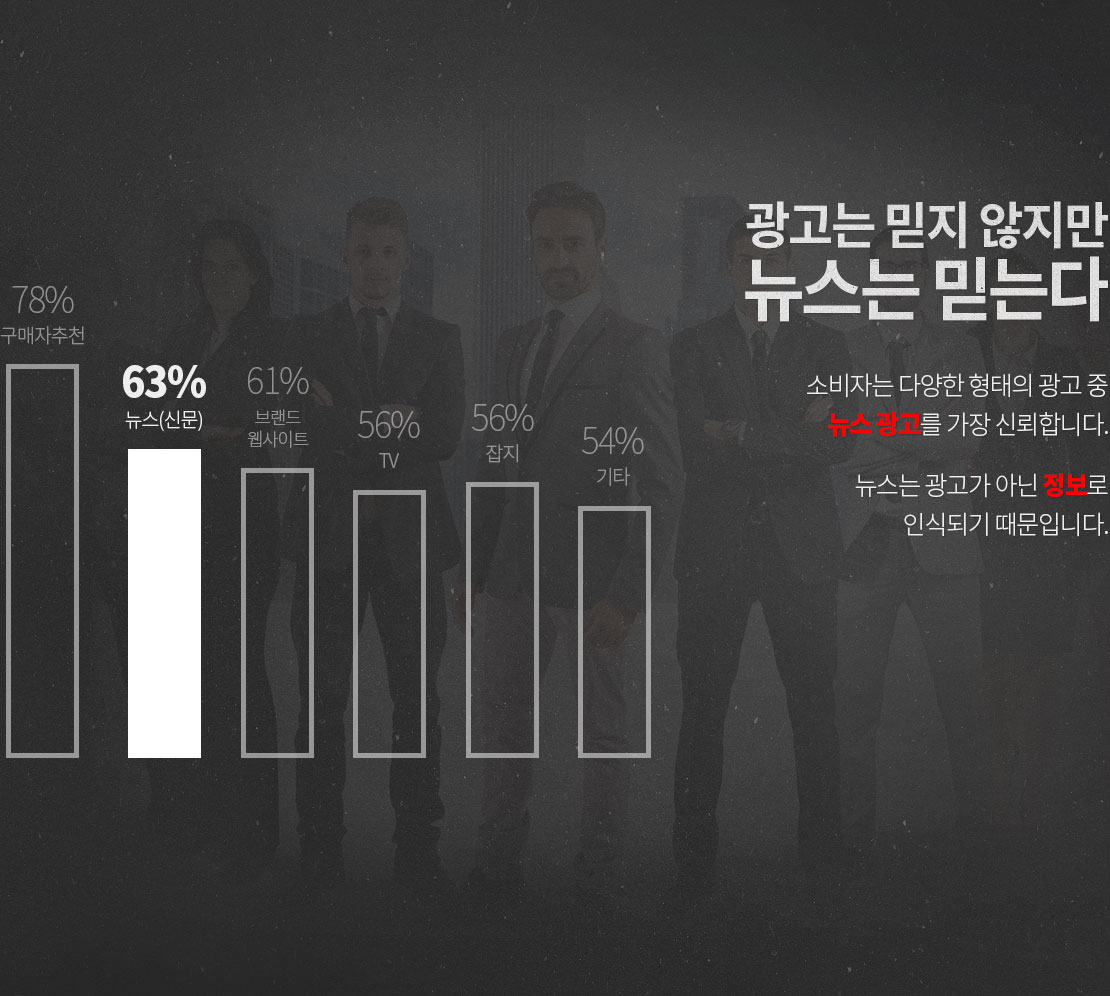 광고는 믿지 않지만
뉴스는 믿는다
소비자는 다양한 형태의 광고 중
뉴스 광고를 가장 신뢰합니다.
뉴스는 광고가 아닌 정보로
인식되기 때문입니다.
78%
구매자추천
63%
뉴스(신문)
61%
브랜드
웹사이트
56%
TV
56%
잡지
54%
기타